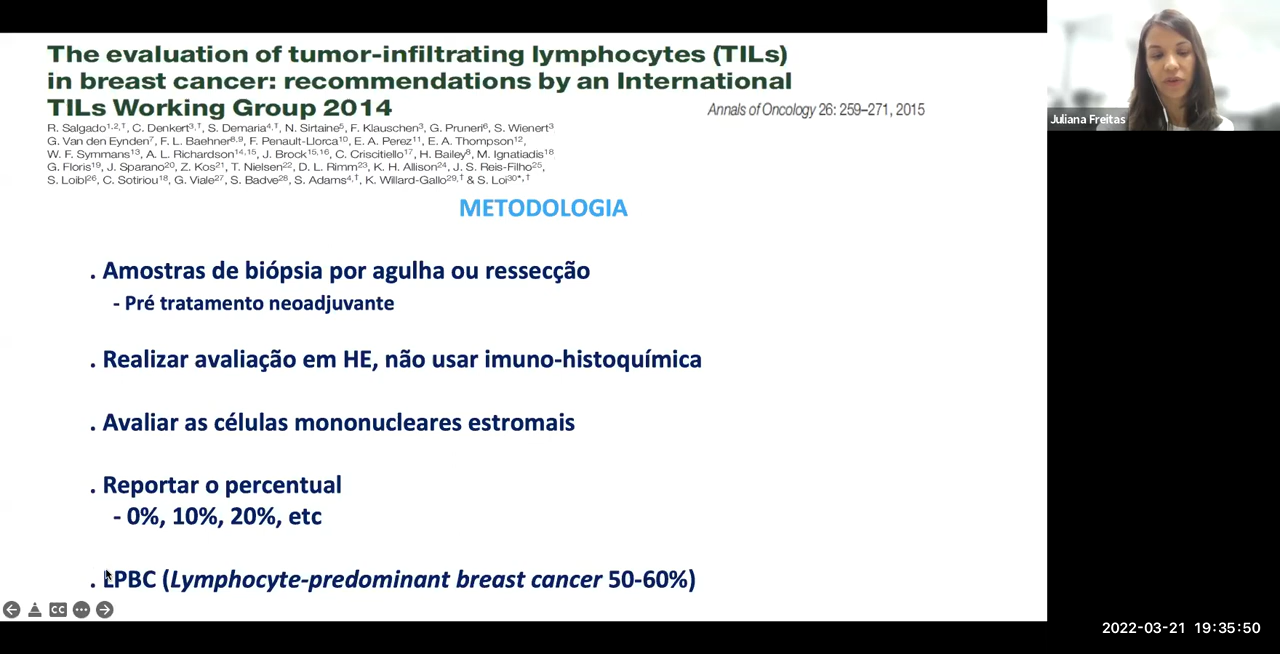 The evaluation of tumor-infiltrating lymphocytes (TILs)
in breast cancer: recommendations by an International
TILs Working Group 2014
Annals of Oncology 26: 259–271, 2015
R. Salgado1,2,†, C. Denkert3,†, S. Demaria4,†, N. Sirtaine5, F. Klauschen3, G. Pruneri6, S. Wienert3
G. Van den Eynden7, F. L. Baehner8,9, F. Penault-Llorca10, E. A. Perez11, E. A. Thompson12,
W. F. Symmans13, A. L. Richardson14,15, J. Brock15,16, C. Criscitiello17, H. Bailey8, M. Ignatiadis18
G. Floris19, J. Sparano20, Z. Kos21, T. Nielsen22, D. L. Rimm23, K. H. Allison24, J. S. Reis-Filho25,
S. Loibl26, C. Sotiriou18, G. Viale27, S. Badve28, S. Adams4,†, K. Willard-Gallo29,† & S. Loi30*,†
METODOLOGIA
. Amostras de biópsia por agulha ou ressecção
- Pré tratamento neoadjuvante
. Realizar avaliação em HE, não usar imuno-histoquímica
. Avaliar as células mononucleares estromais
. Reportar o percentual
- 0%, 10%, 20%, etc
. LPBC (Lymphocyte-predominant breast cancer 50-60%)
CC
Juliana Freitas
2022-03-21 19:35:50